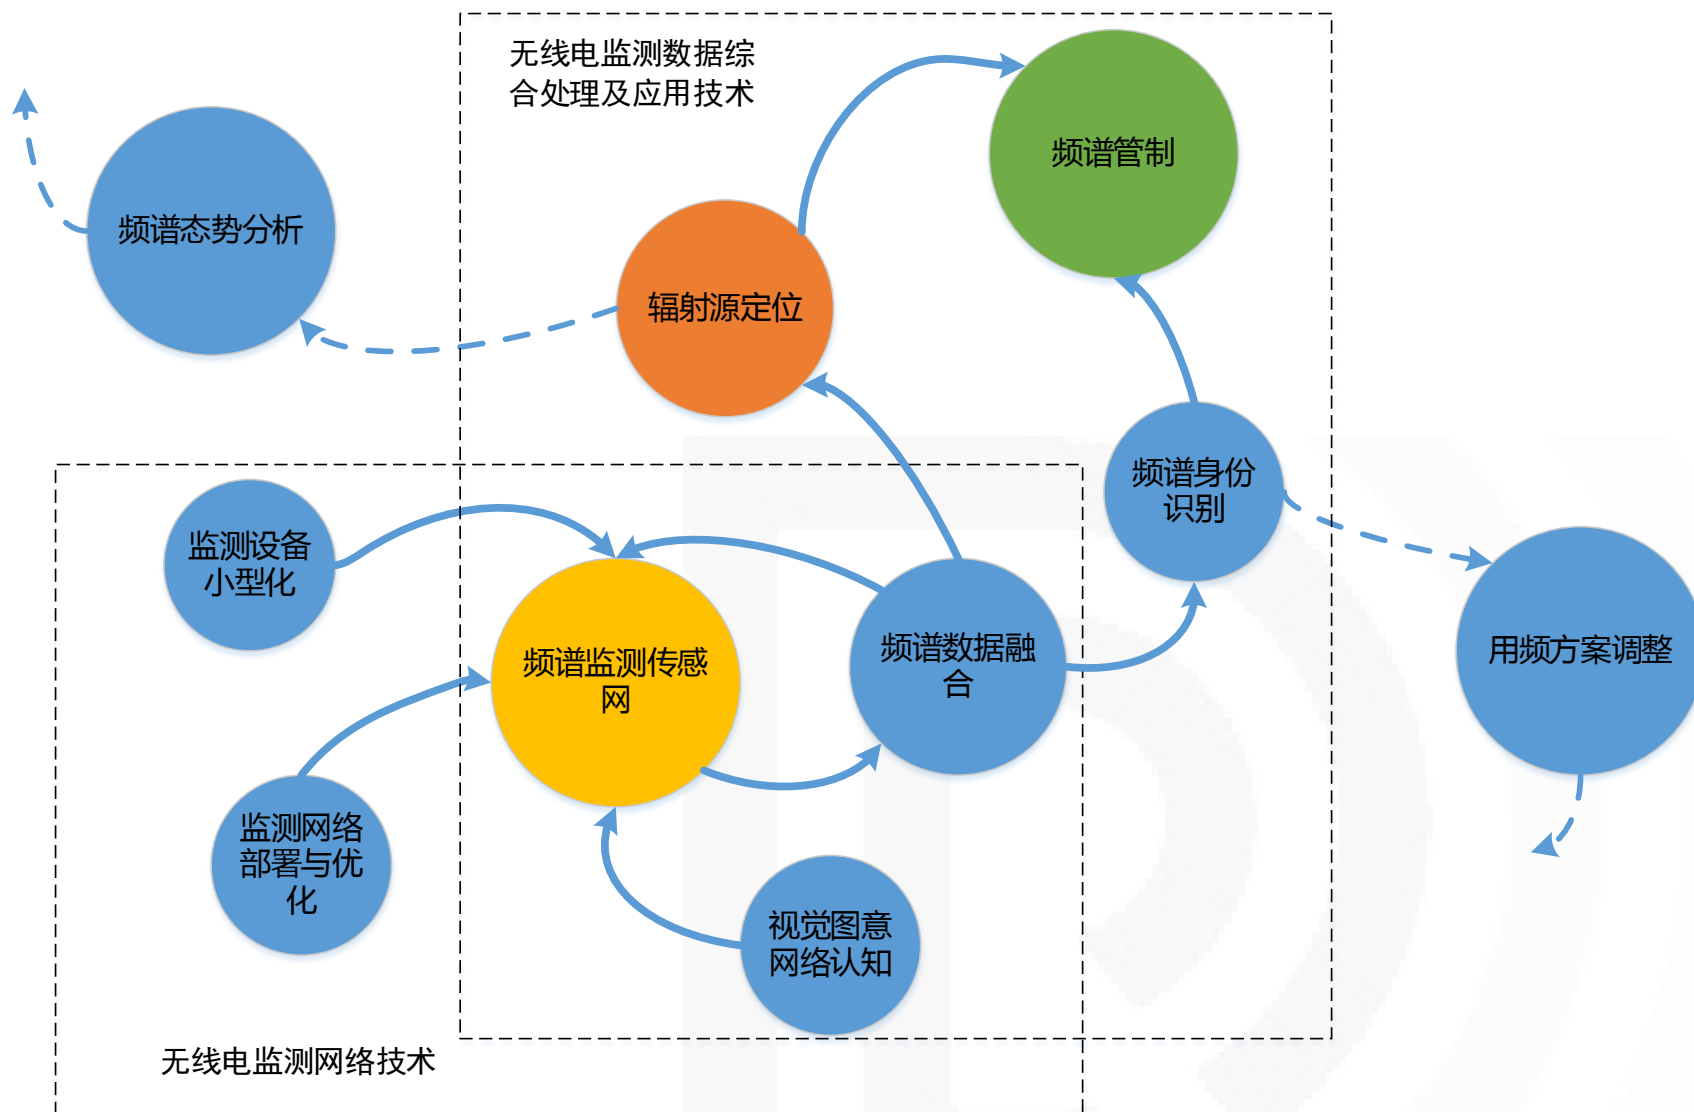 无线电监测数据综
合处理及应用技术
频谱管制
频谱态势分析
辐射源定位
频谱身份
识别
监测设备
小型化
频谱监测传感
网
频谱数据融
合
用频方案调整
监测网络
部署与优
化
视觉图意
网络认知
无线电监测网络技术